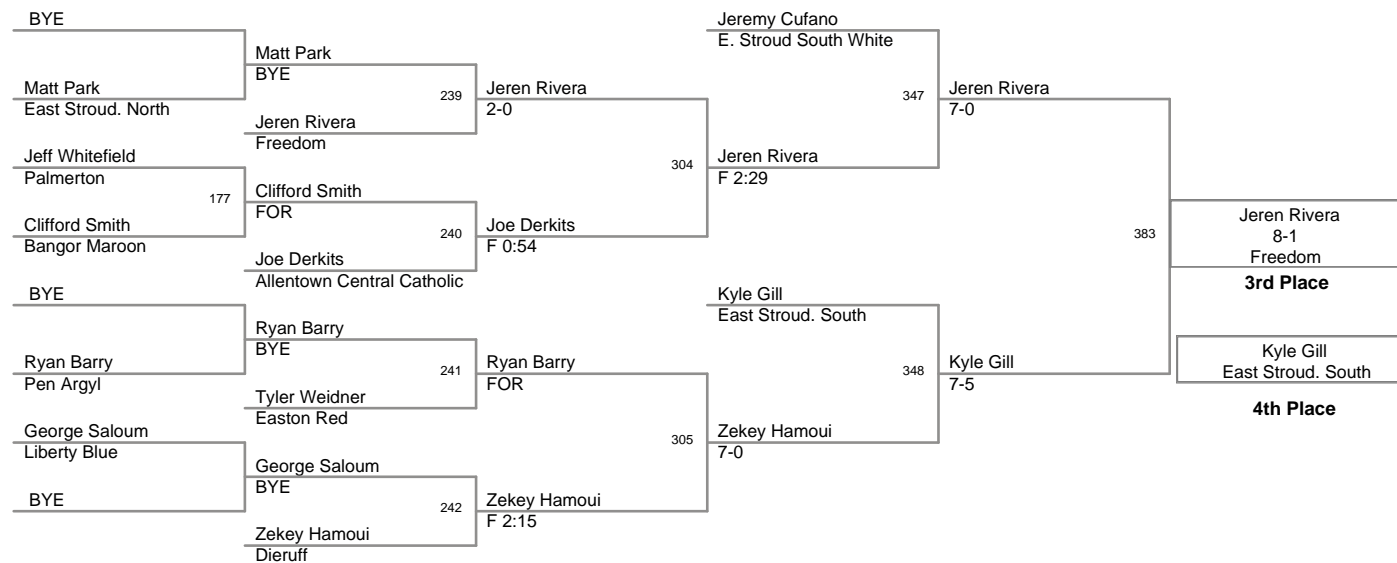 BYE
Matt Park
East Stroud. North
Jeff Whitefield
Palmerton
177
Clifford Smith
Bangor Maroon
BYE
Ryan Barry
Pen Argyl
George Saloum
Liberty Blue
BYE
Matt Park
BYE
239
Jeren Rivera
Freedom
Clifford Smith
FOR
240
Joe Derkits
Allentown Central Catholic
Ryan Barry
BYE
241
Tyler Weidner
Easton Red
George Saloum
BYE
242
Zekey Hamoui
Dieruff
Jeren Rivera
2-0
304
Joe Derkits
F 0:54
Ryan Barry
FOR
305
Zekey Hamoui
F 2:15
Jeremy Cufano
E. Stroud South White
347
Jeren Rivera
F 2:29
Kyle Gill
East Stroud. South
348
Zekey Hamoui
7-0
Jeren Rivera
7-0
383
Kyle Gill
7-5
Jeren Rivera
8-1
Freedom
3rd Place
Kyle Gill
East Stroud. South
4th Place